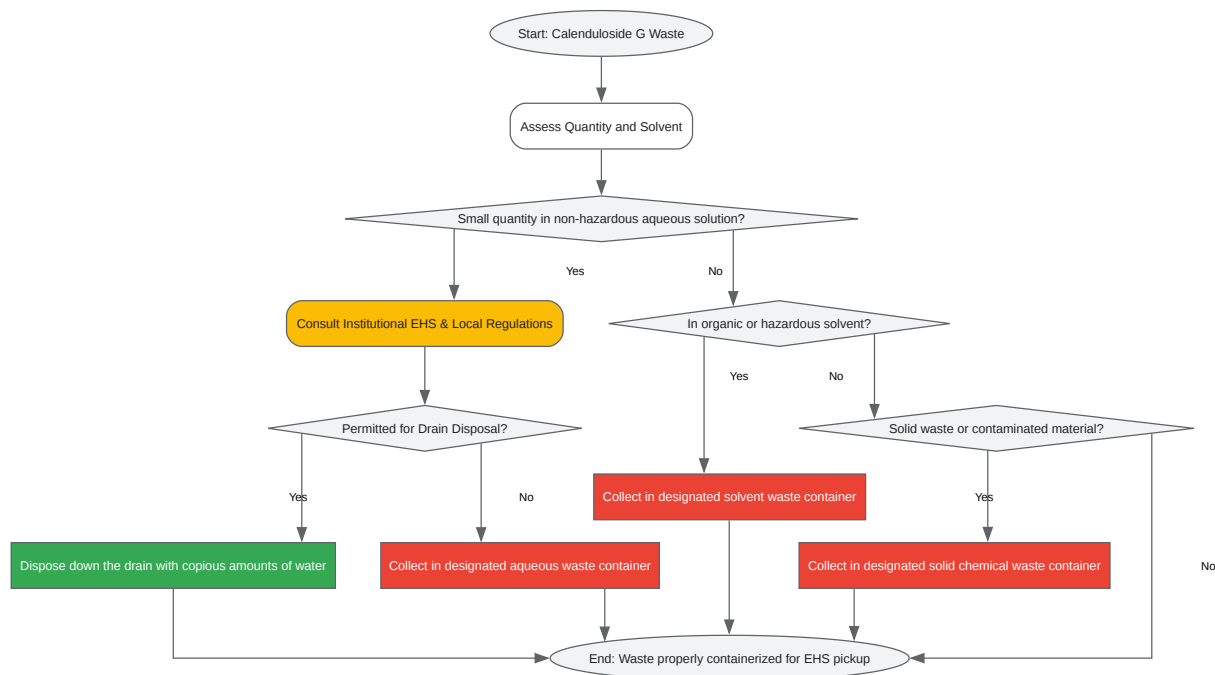 Start: Calenduloside G Waste
Assess Quantity and Solvent
Small quantity in non-hazardous aqueous solution?
Yes
No
Consult Institutional EHS & Local Regulations
In organic or hazardous solvent?
Yes
No
Permitted for Drain Disposal?
Solid waste or contaminated material?
Yes
No
Collect in designated solvent waste container
Yes
No
Dispose down the drain with copious amounts of water
Collect in designated aqueous waste container
Collect in designated solid chemical waste container
End: Waste properly containerized for EHS pickup